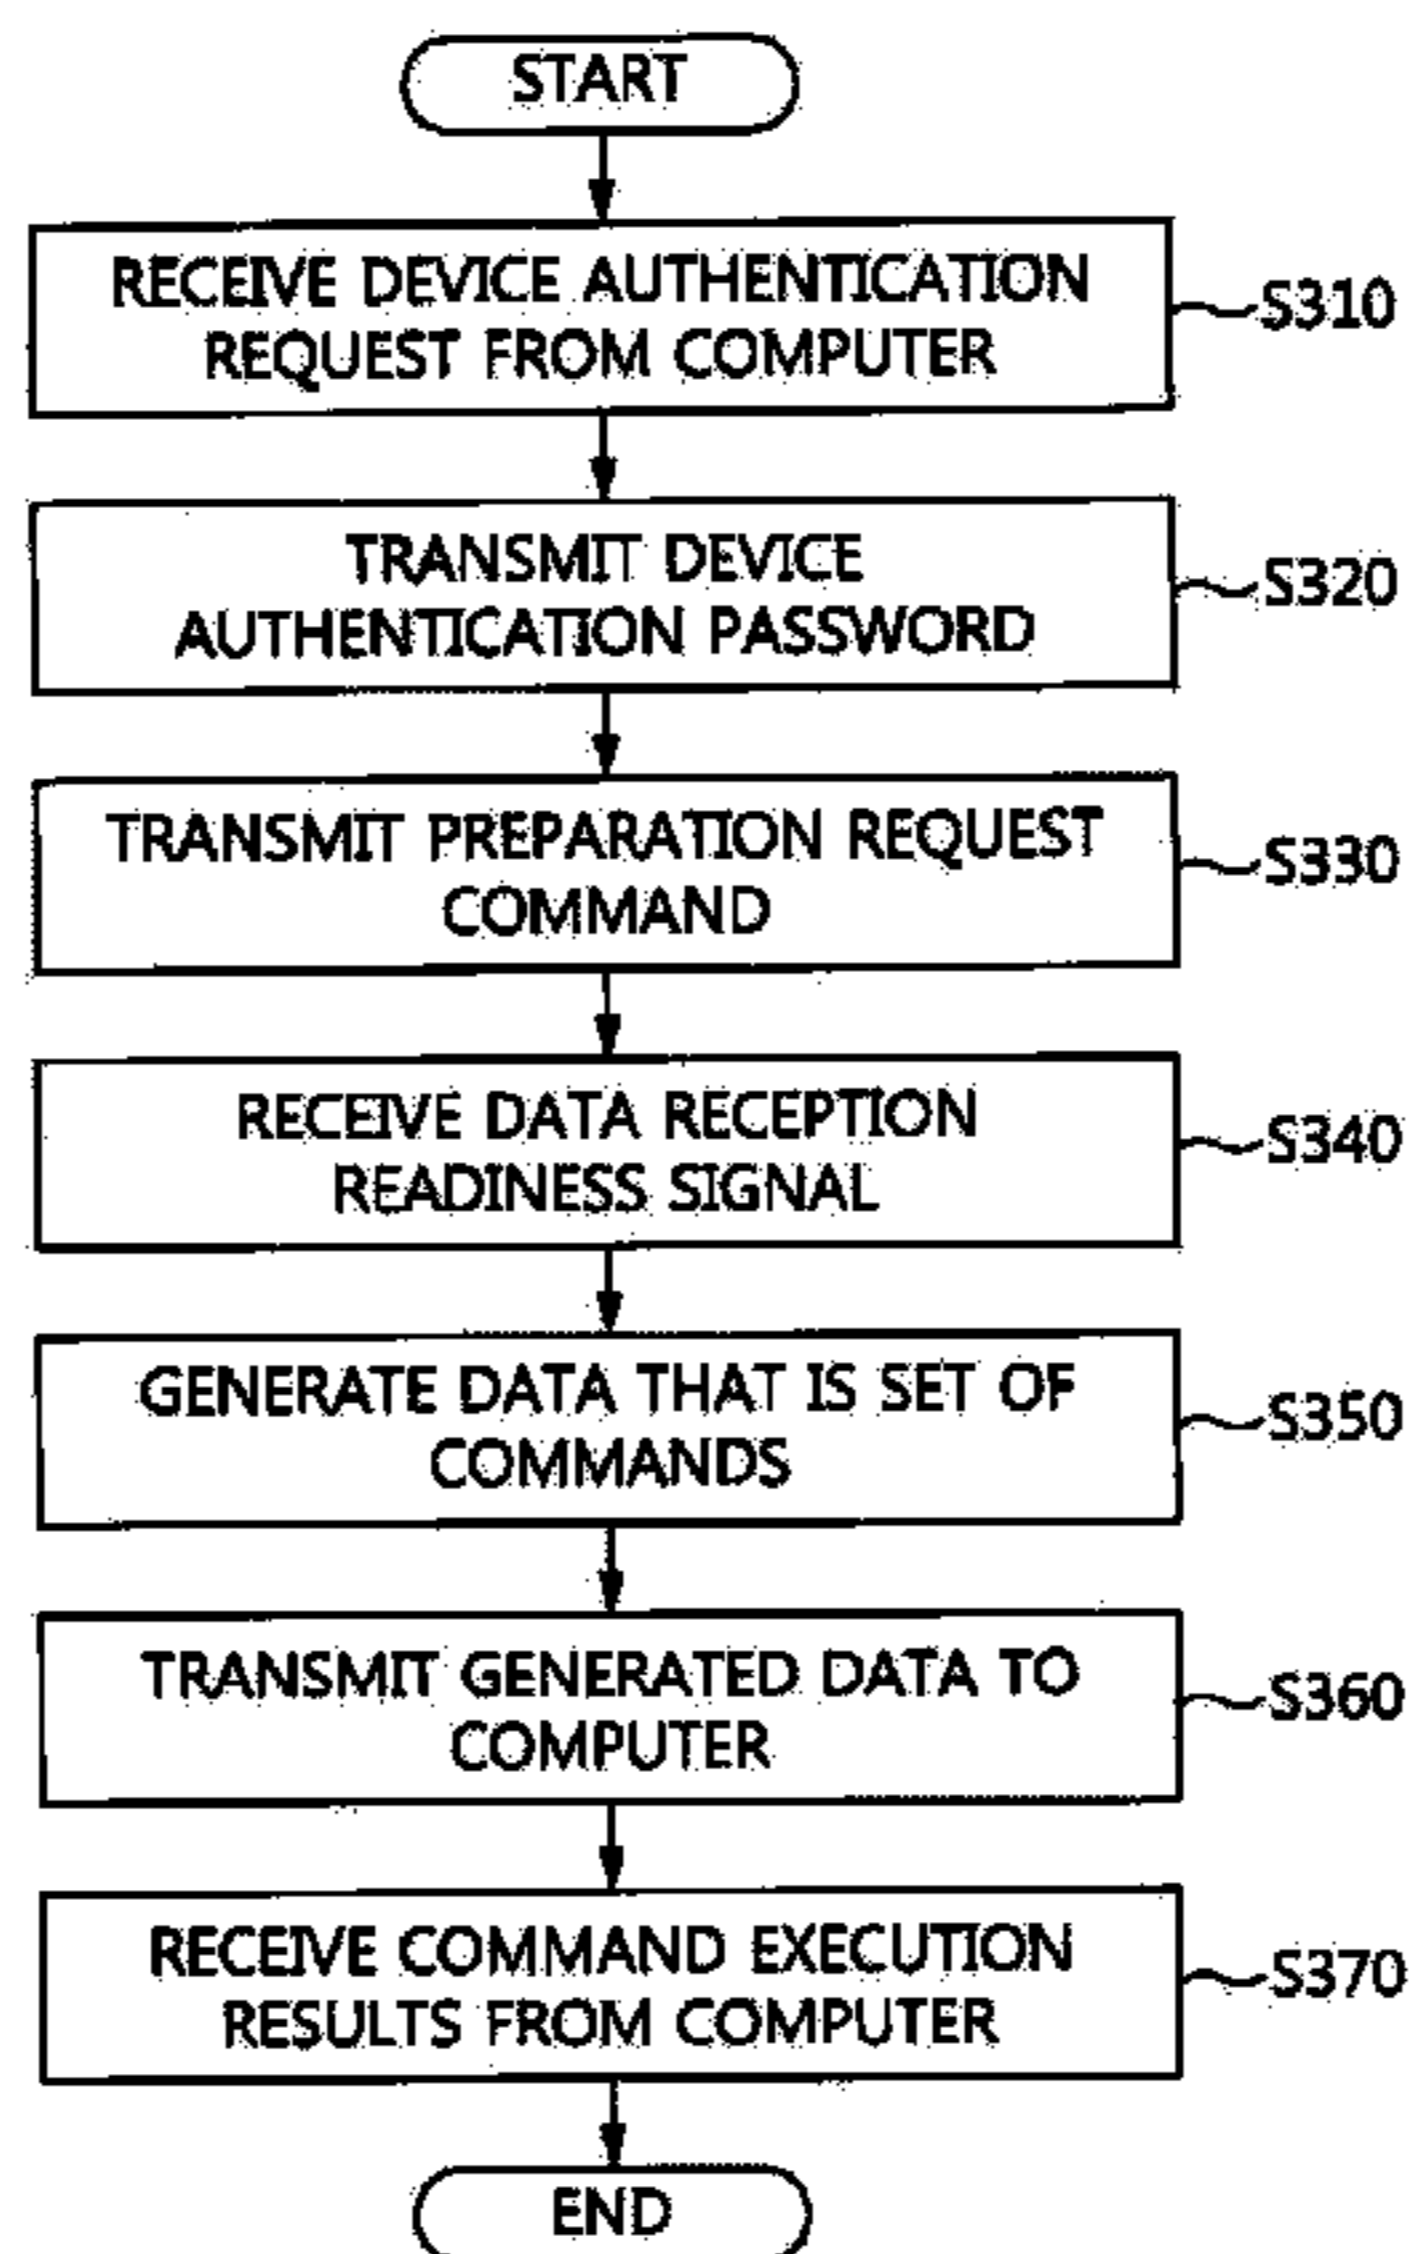 START
RECEIVE DEVICE AUTHENTICATION
REQUEST FROM COMPUTER
S310
TRANSMIT DEVICE
AUTHENTICATION PASSWORD
S320
TRANSMIT PREPARATION REQUEST
COMMAND
S330
RECEIVE DATA RECEPTION
READINESS SIGNAL
S340
GENERATE DATA THAT IS SET OF
COMMANDS
S350
TRANSMIT GENERATED DATA TO
COMPUTER
S360
RECEIVE COMMAND EXECUTION
RESULTS FROM COMPUTER
S370
END